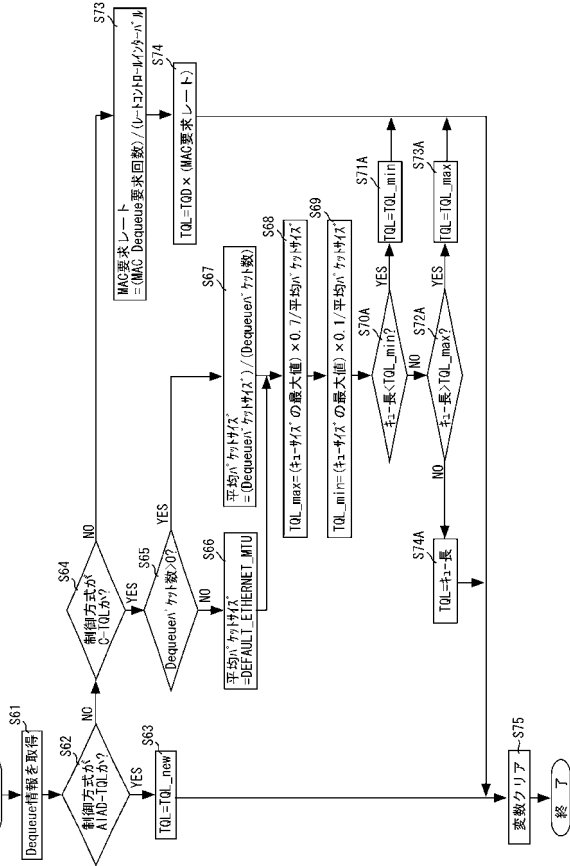 S61
Dequeue情報を取得
S62
制御方式が
AIAD-TQLか?
NO
YES
S63
TQL=TQL_new
S64
制御方式が
C-TQLか?
NO
YES
S65
Dequeueパケット数>0?
YES
NO
S66
平均パケットサイズ
=DEFAULT_ETHERNET_MTU
S67
平均パケットサイズ
=(Dequeueパケットサイズ)/(Dequeueパケット数)
S68
TQL_max=(キューサイズの最大値)×0.7/平均パケットサイズ
S69
TQL_min=(キューサイズの最大値)×0.1/平均パケットサイズ
S70A
キュー長<TQL_min?
YES
NO
S71A
TQL=TQL_min
S72A
キュー長>TQL_max?
YES
NO
S73A
TQL=TQL_max
S74A
TQL=キュー長
S73
MAC要求レート
=(MAC Dequeue要求回数)/(レートコントロールインターバル)
S74
TQL=TQD×(MAC要求レート)
S75
変数クリア
終了